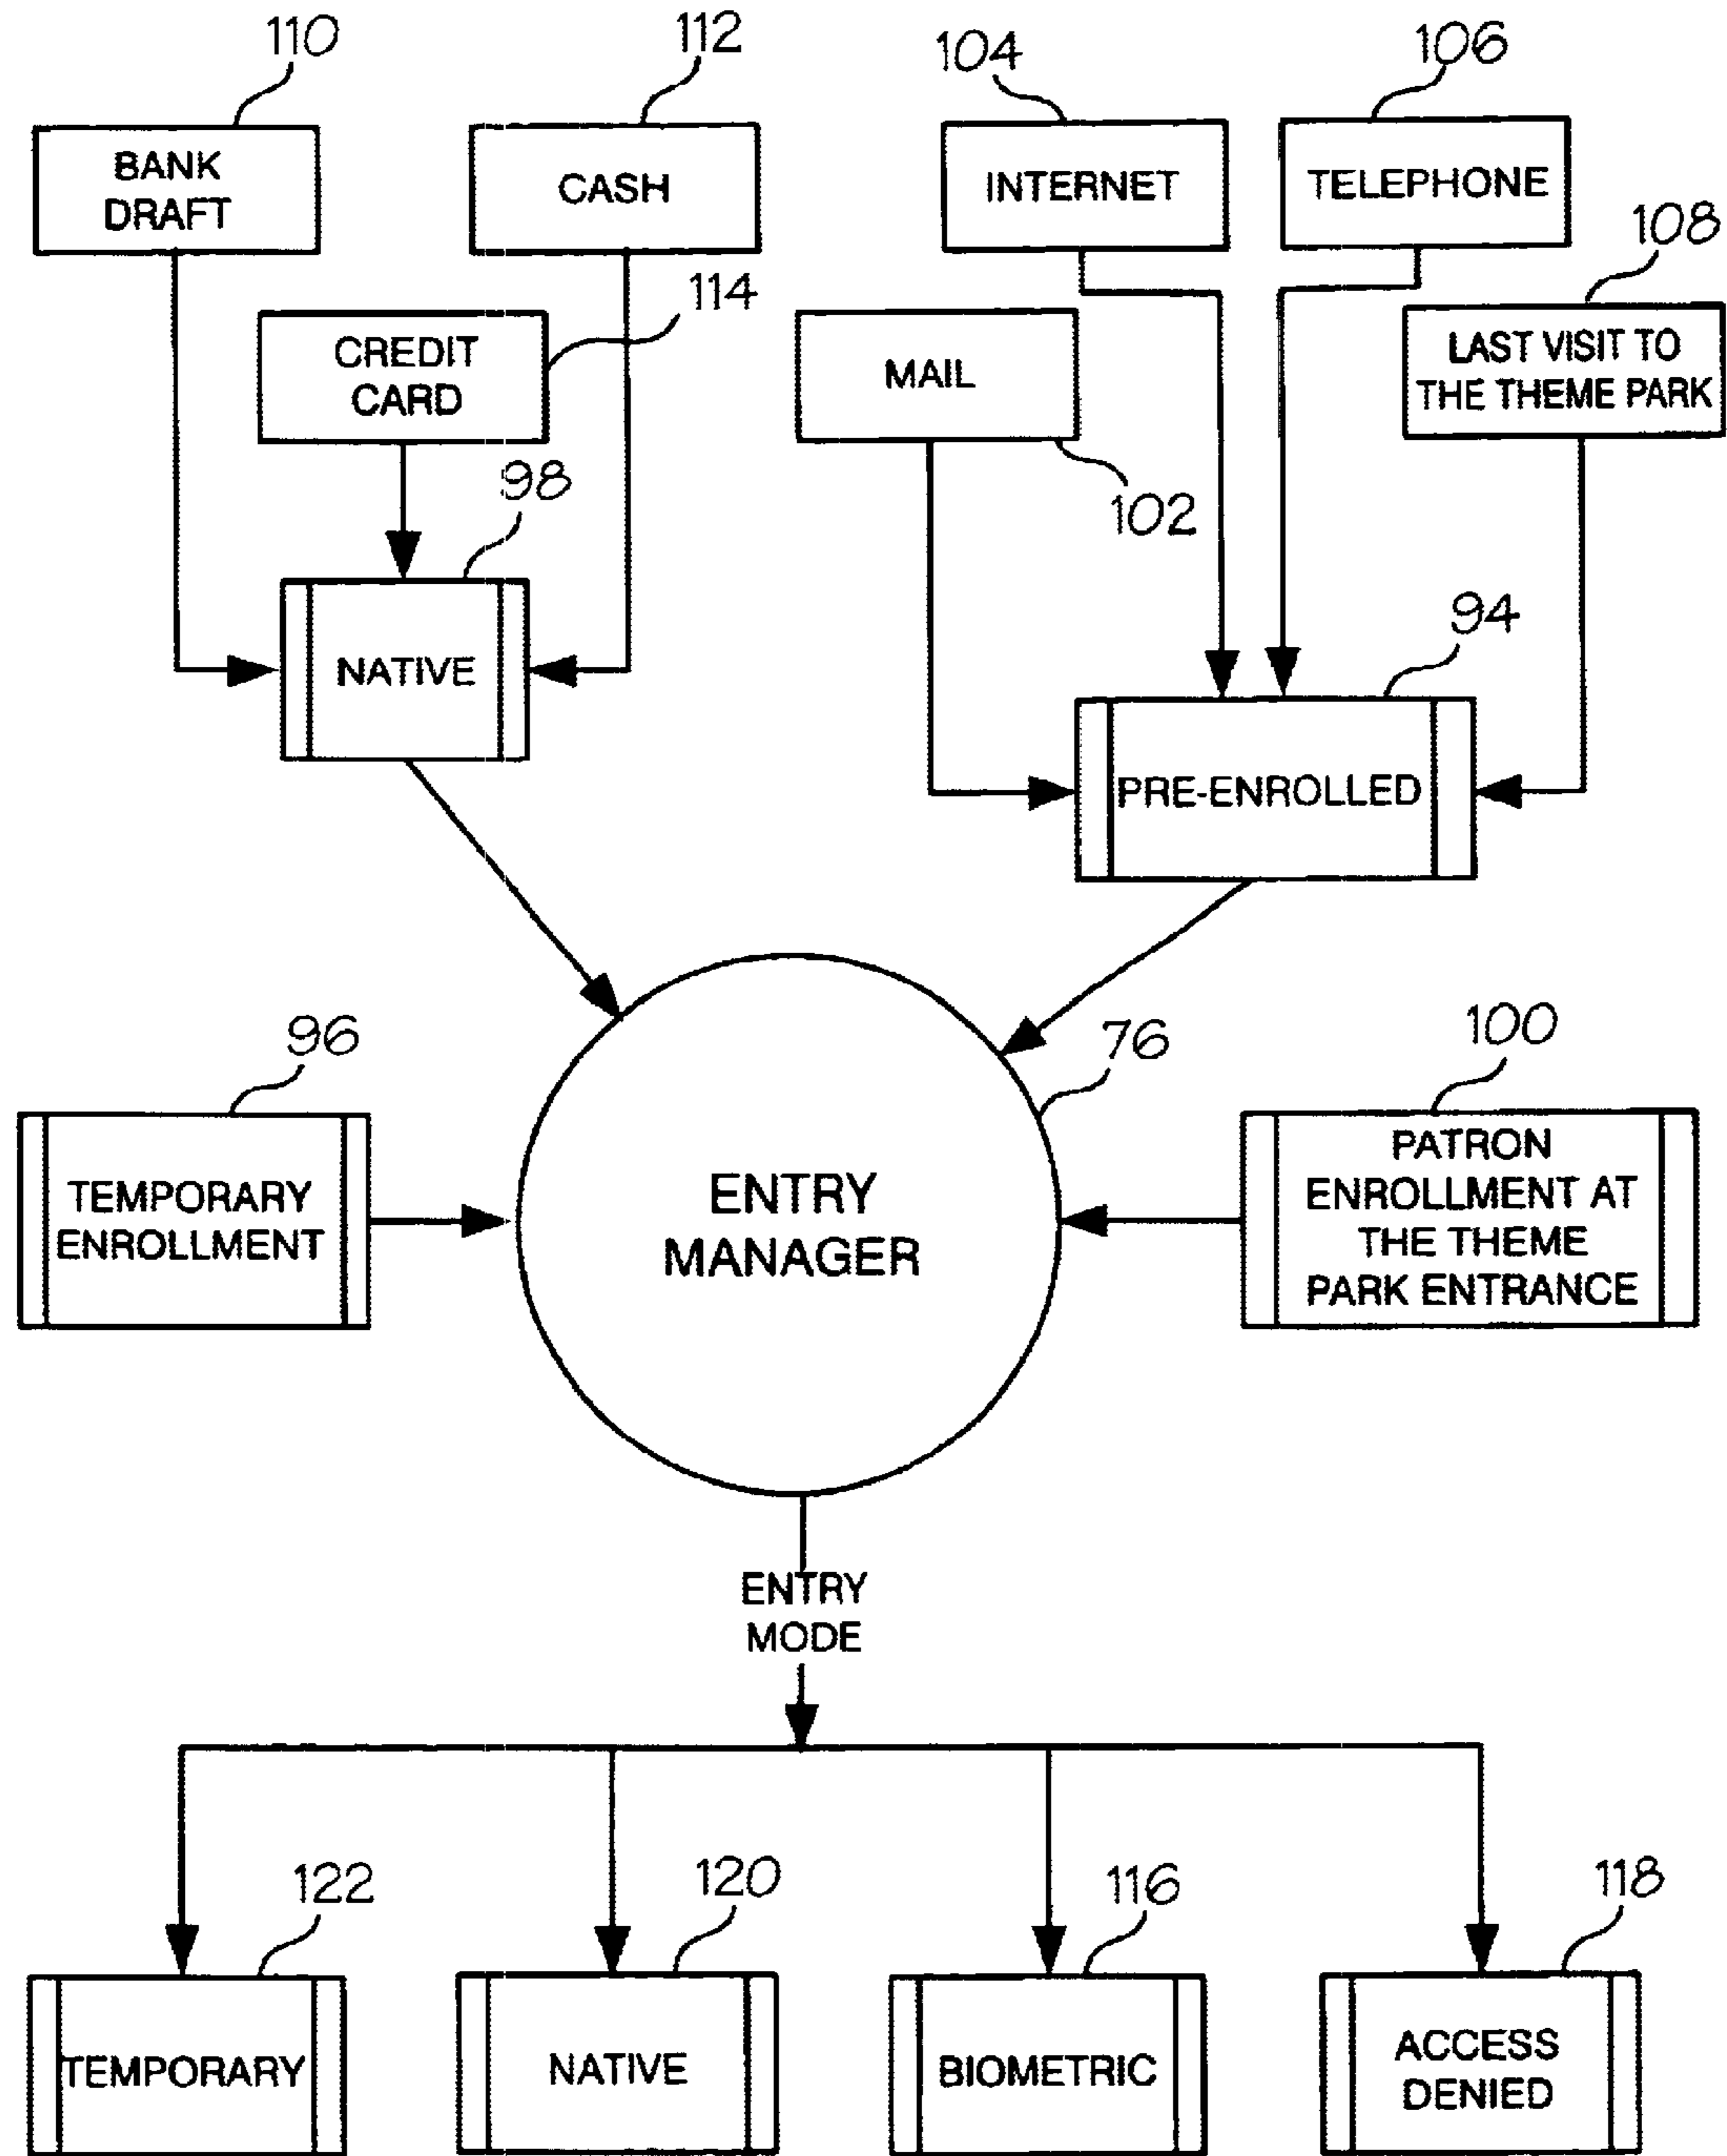 110
112
104
106
BANK
DRAFT
CASH
INTERNET
TELEPHONE
108
114
CREDIT
CARD
MAIL
LAST VISIT TO
THE THEME PARK
98
102
NATIVE
94
PRE-ENROLLED
96
76
100
TEMPORARY
ENROLLMENT
ENTRY
MANAGER
PATRON
ENROLLMENT AT
THE THEME
PARK ENTRANCE
ENTRY
MODE
122
120
116
118
TEMPORARY
NATIVE
BIOMETRIC
ACCESS
DENIED